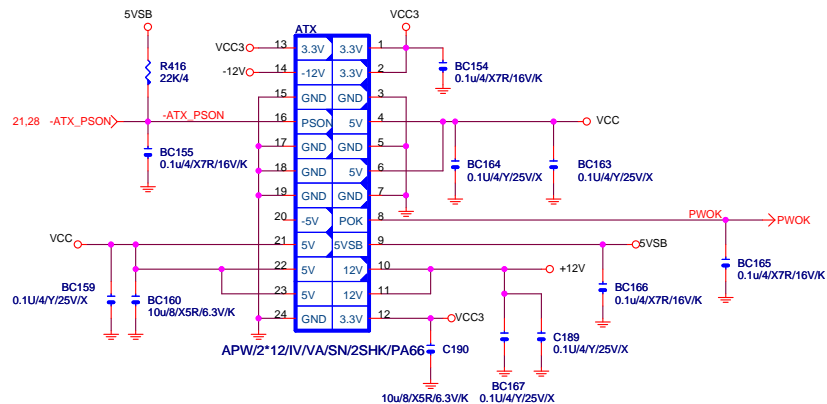 5VSB
R416
22K/4
21,28 -ATX_PSON
-ATX_PSON
BC155
0.1u/4/X7R/16V/K
VCC
BC159
0.1U/4/Y/25V/X
BC160
10u/8/X5R/6.3V/K
ATX
VCC3
-12V
13 3.3V 3.3V 1
14 -12V 3.3V 2
15 GND GND 3
16 PSON 5V 4
17 GND GND 5
18 GND 5V 6
19 GND GND 7
20 -5V POK 8
21 5V 5VSB 9
22 5V 12V 10
23 5V 12V 11
24 GND 3.3V 12
APW/2*12/IV/VA/SN/2SHK/PA66
VCC3
BC154
0.1u/4/X7R/16V/K
VCC
BC164
0.1U/4/Y/25V/X
BC163
0.1U/4/Y/25V/X
PWOK
PWOK
5VSB
BC165
0.1u/4/X7R/16V/K
BC166
0.1u/4/X7R/16V/K
+12V
VCC3
C190
10u/8/X5R/6.3V/K
C189
0.1U/4/Y/25V/X
BC167
0.1U/4/Y/25V/X